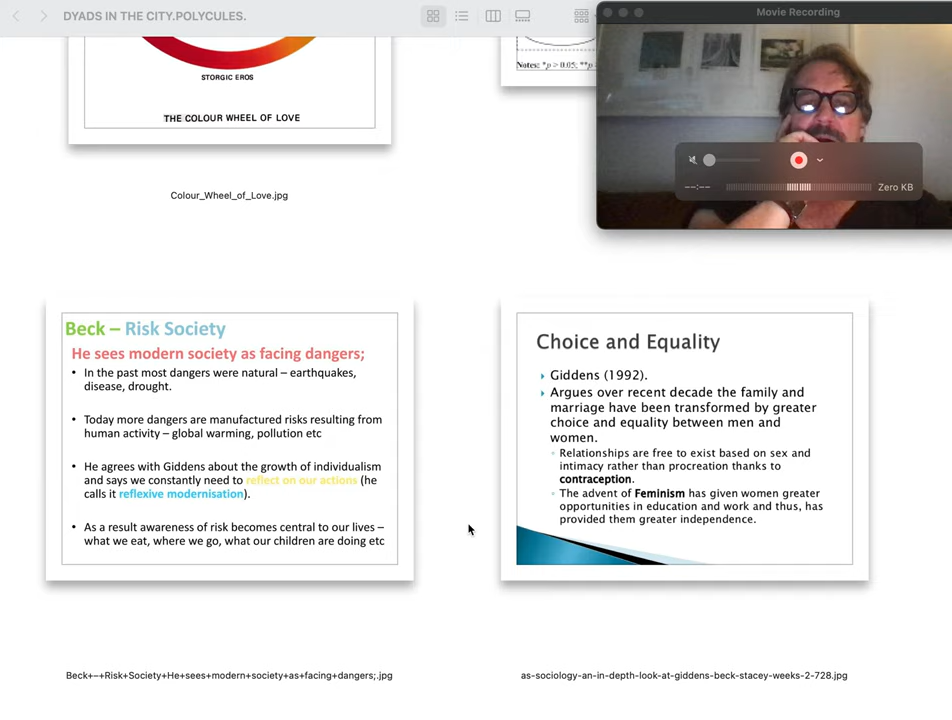 DYADS IN THE CITY.POLYCULES.
Movie Recording
STORGIC EROS
THE COLOUR WHEEL OF LOVE
Notes: *p > 0.05; **p
--:--
Zero KB
Colour_Wheel_of_Love.jpg
Beck – Risk Society
He sees modern society as facing dangers;
• In the past most dangers were natural – earthquakes,
disease, drought.
• Today more dangers are manufactured risks resulting from
human activity – global warming, pollution etc
• He agrees with Giddens about the growth of individualism
and says we constantly need to reflect on our actions (he
calls it reflexive modernisation).
• As a result awareness of risk becomes central to our lives –
what we eat, where we go, what our children are doing etc
Choice and Equality
Giddens (1992).
Argues over recent decade the family and
marriage have been transformed by greater
choice and equality between men and
women.
Relationships are free to exist based on sex and
intimacy rather than procreation thanks to
contraception.
The advent of Feminism has given women greater
opportunities in education and work and thus, has
provided them greater independence.
Beck+–+Risk+Society+He+sees+modern+society+as+facing+dangers;.jpg
as-sociology-an-in-depth-look-at-giddens-beck-stacey-weeks-2-728.jpg